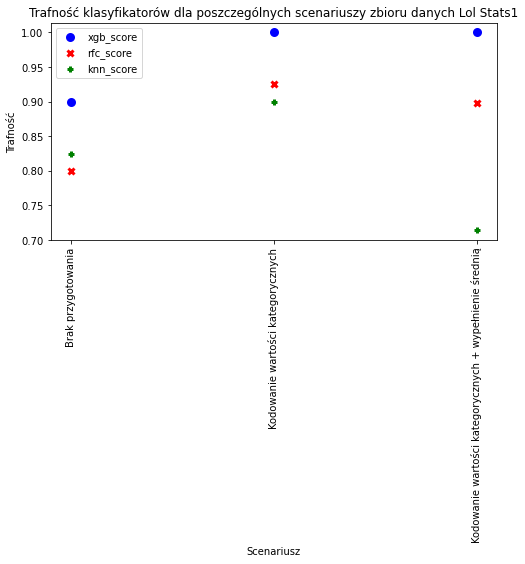 Trafność klasyfikatorów dla poszczególnych scenariuszy zbioru danych Lol Stats1
xgb_score
rfc_score
knn_score
Trafność
1.00
0.95
0.90
0.85
0.80
0.75
0.70
Brak przygotowania
Kodowanie wartości kategorycznych
Kodowanie wartości kategorycznych + wypełnienie średnią
Scenariusz